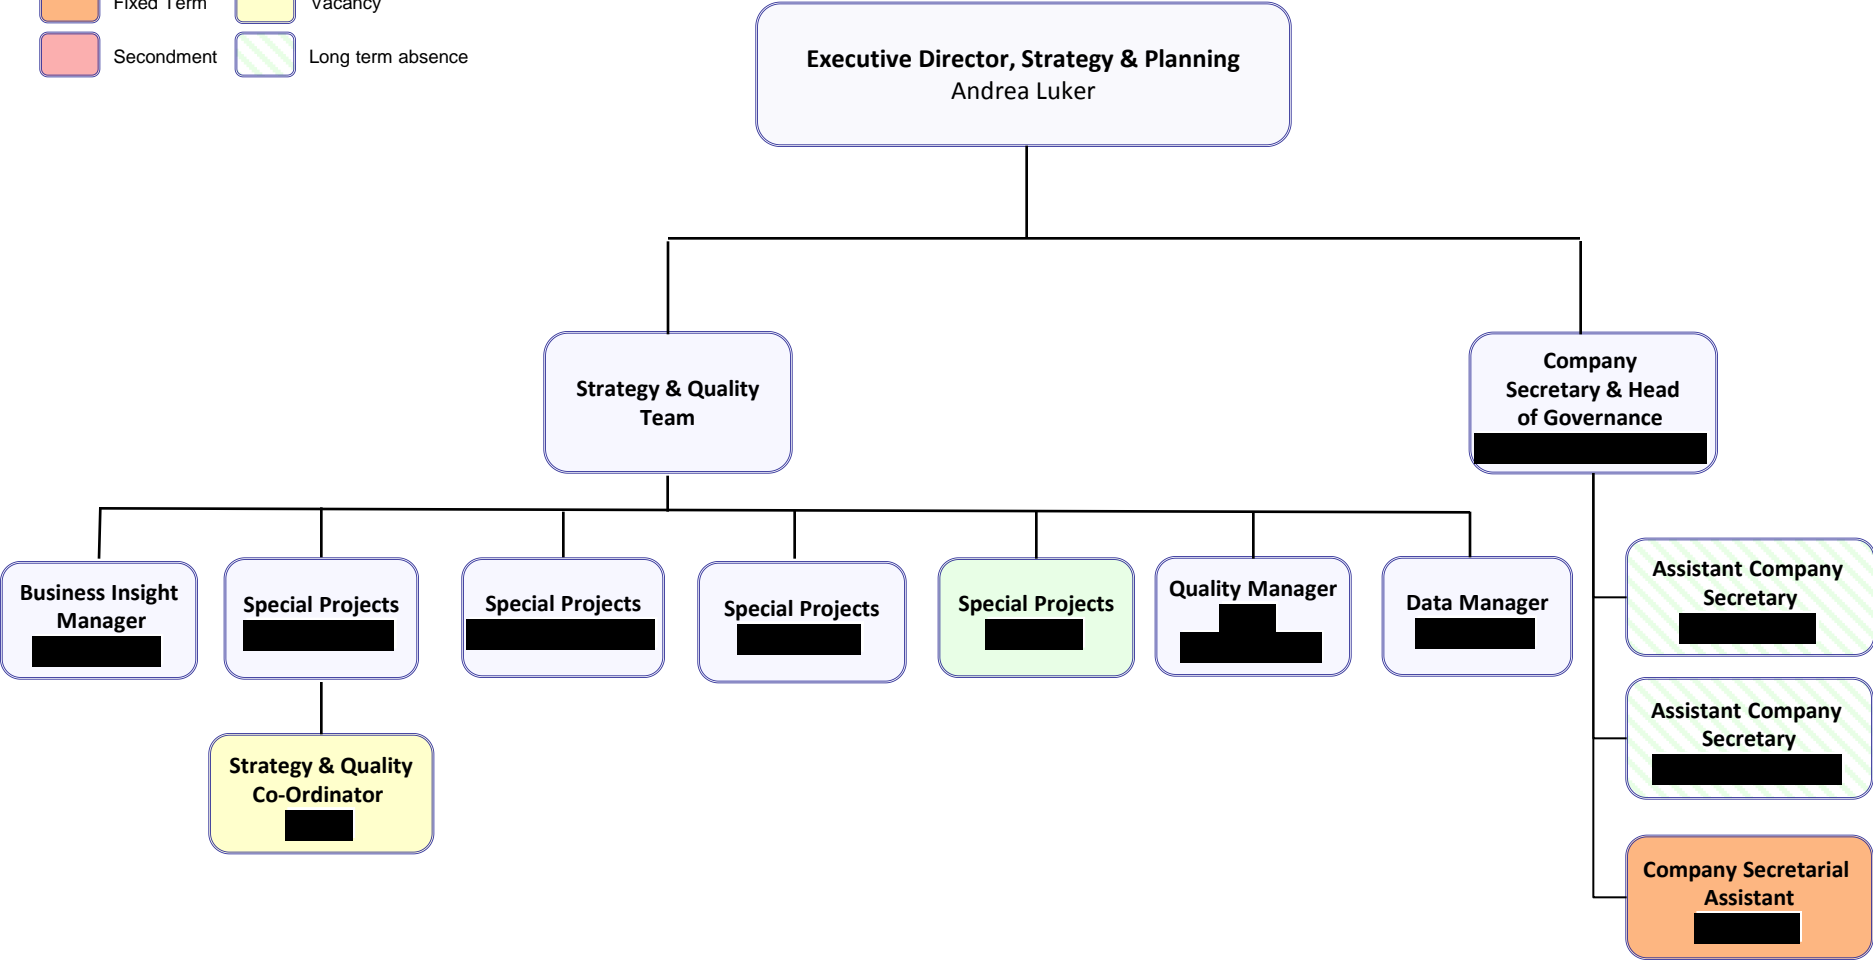 Fixed Term
Vacancy
Secondment
Long term absence
Executive Director, Strategy & Planning
Andrea Luker
Strategy & Quality
Team
Company
Secretary & Head
of Governance
Business Insight
Manager
Special Projects
Special Projects
Special Projects
Special Projects
Quality Manager
Data Manager
Strategy & Quality
Co-Ordinator
Assistant Company
Secretary
Assistant Company
Secretary
Company Secretarial
Assistant